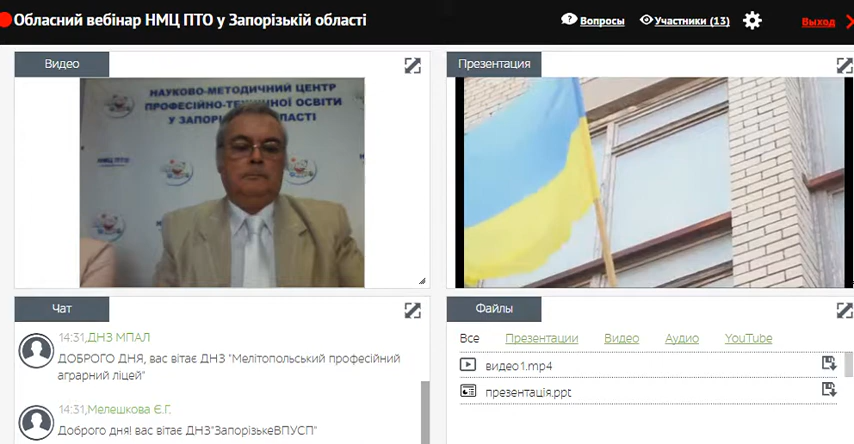 Обласний вебінар НМЦ ПТО у Запорізькій області
Вопросы
Участники (13)
Выход
Видео
Презентация
НАУКОВО-МЕТОДИЧНИЙ ЦЕНТР
ПРОФЕСІЙНО-ТЕХНІЧНОЇ ОСВІТИ
У ЗАПОРІЗЬКІЙ ОБЛАСТІ
НМЦ ПТО
Чат
14:31,ДНЗ МПАЛ
ДОБРОГО ДНЯ, вас вітає ДНЗ "Мелітопольський професійний
аграрний ліцей"
14:31,Мелешкова Є.Г.
Доброго дня! вас вітає ДНЗ"ЗапорізькеВПУСП"
Файлы
Все Презентации Видео Аудио YouTube
видео1.mp4
презентація.ppt